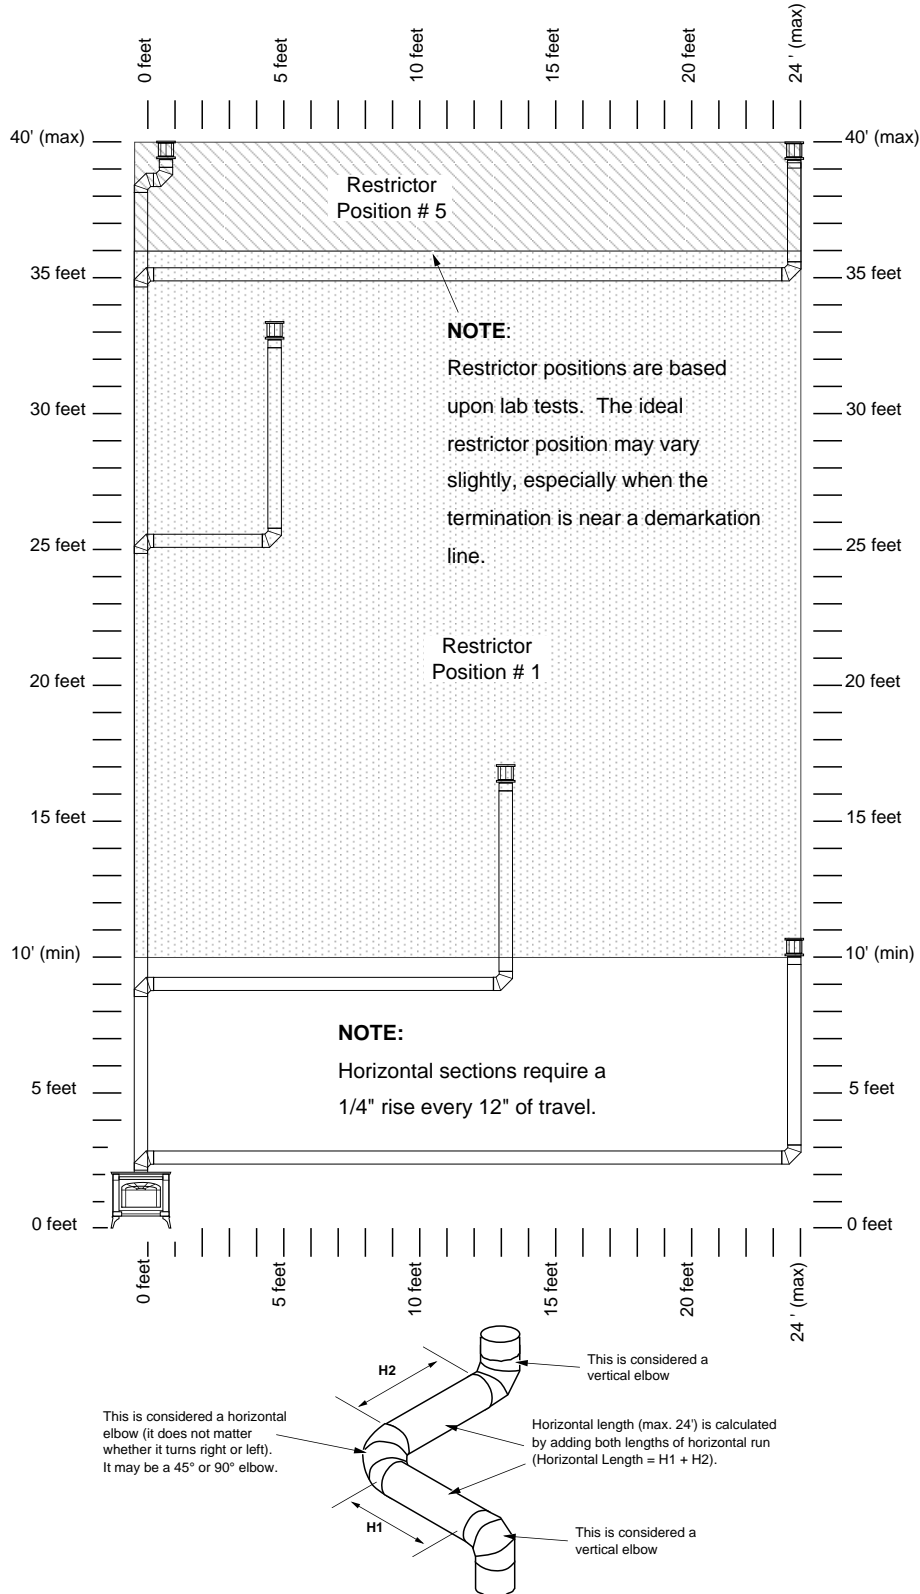 0 feet
5 feet
10 feet
15 feet
20 feet
24 ' (max)
40' (max)
40' (max)
Restrictor
Position # 5
35 feet
35 feet
NOTE:
Restrictor positions are based
upon lab tests. The ideal
restrictor position may vary
slightly, especially when the
termination is near a demarkation
line.
30 feet
30 feet
25 feet
25 feet
Restrictor
Position # 1
20 feet
20 feet
15 feet
15 feet
10' (min)
10' (min)
NOTE:
Horizontal sections require a
1/4" rise every 12" of travel.
5 feet
5 feet
0 feet
0 feet
0 feet
5 feet
10 feet
15 feet
20 feet
24 ' (max)
H2
This is considered a
vertical elbow
This is considered a horizontal
elbow (it does not matter
whether it turns right or left).
It may be a 45° or 90° elbow.
Horizontal length (max. 24') is calculated
by adding both lengths of horizontal run
(Horizontal Length = H1 + H2).
H1
This is considered a
vertical elbow